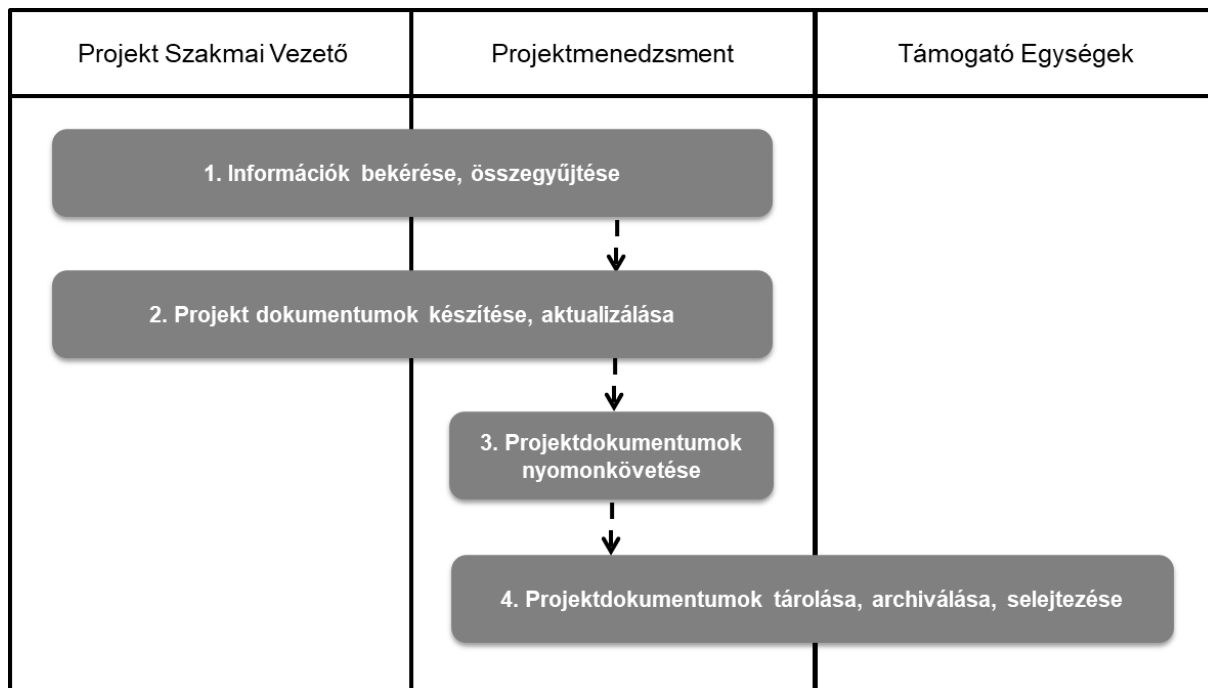 Projekt Szakmai Vezető
Projektmenedzsment
Támogató Egységek
1. Információk bekérése, összegyűjtése
2. Projekt dokumentumok készítése, aktualizálása
3. Projektdokumentumok
nyomonkövetése
4. Projektdokumentumok tárolása, archiválása, selejtezése